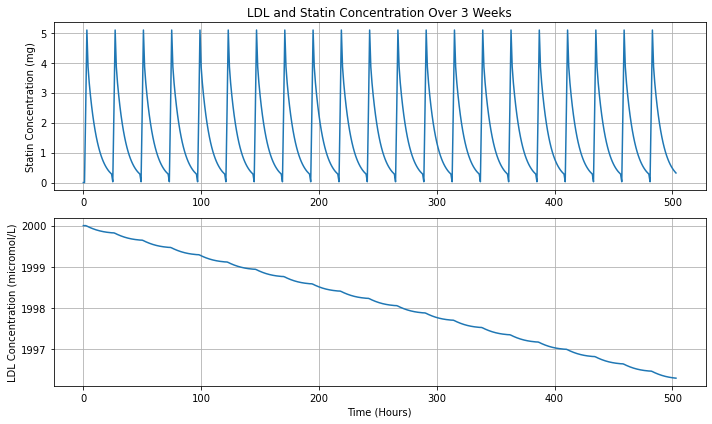 LDL and Statin Concentration Over 3 Weeks
Statin Concentration (mg)
5
4
3
2
1
0
0 100 200 300 400 500
LDL Concentration (micromol/L)
2000
1999
1998
1997
0 100 200 300 400 500
Time (Hours)